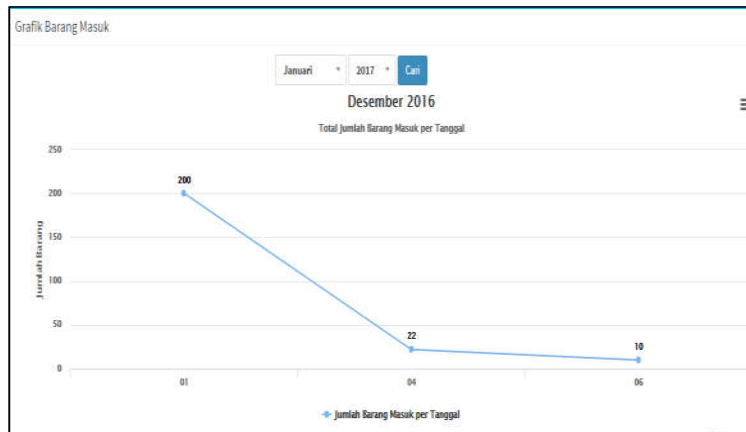 Grafik Barang Masuk
Januari 2017 Cari
Desember 2016
Total Jumlah Barang Masuk per Tanggal
250
200
200
150
100
50
0
22
10
Jumlah Barang
01 04 06
Jumlah Barang Masuk per Tanggal